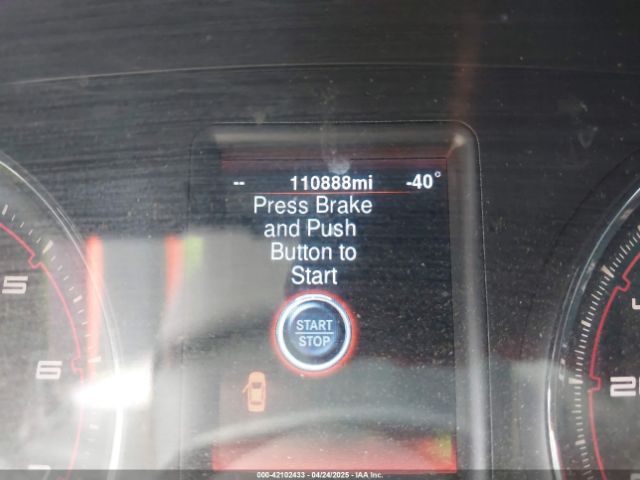 -- 110888mi -40°
Press Brake
and Push
Button to
Start
START
STOP
5
6
20
000-42102433 - 04/24/2025 - IAA Inc.